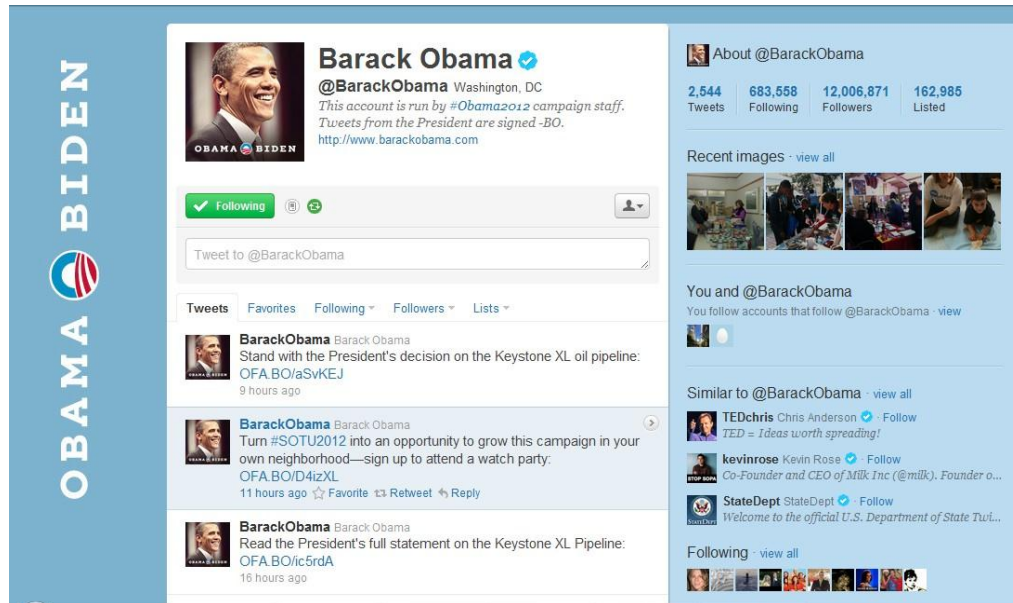 OBAMA BIDEN
Barack Obama
@BarackObama Washington, DC
This account is run by #Obama2012 campaign staff.
Tweets from the President are signed -BO.
http://www.barackobama.com
OBAMA BIDEN
Following
Tweet to @BarackObama
Tweets Favorites Following Followers Lists
BarackObama Barack Obama
Stand with the President's decision on the Keystone XL oil pipeline:
OFA.BO/aSvKEJ
9 hours ago
BarackObama Barack Obama
Turn #SOTU2012 into an opportunity to grow this campaign in your
own neighborhood—sign up to attend a watch party:
OFA.BO/D4izXL
11 hours ago Favorite Retweet Reply
BarackObama Barack Obama
Read the President's full statement on the Keystone XL Pipeline:
OFA.BO/ic5rdA
16 hours ago
About @BarackObama
2,544 683,558 12,006,871 162,985
Tweets Following Followers Listed
Recent images · view all
You and @BarackObama
You follow accounts that follow @BarackObama · view
Similar to @BarackObama · view all
TEDchris Chris Anderson · Follow
TED = Ideas worth spreading!
kevinrose Kevin Rose · Follow
Co-Founder and CEO of Milk Inc (@milk). Founder o...
STOP SOPA
StateDept StateDept · Follow
Welcome to the official U.S. Department of State Twi...
STATEDEPT
Following · view all